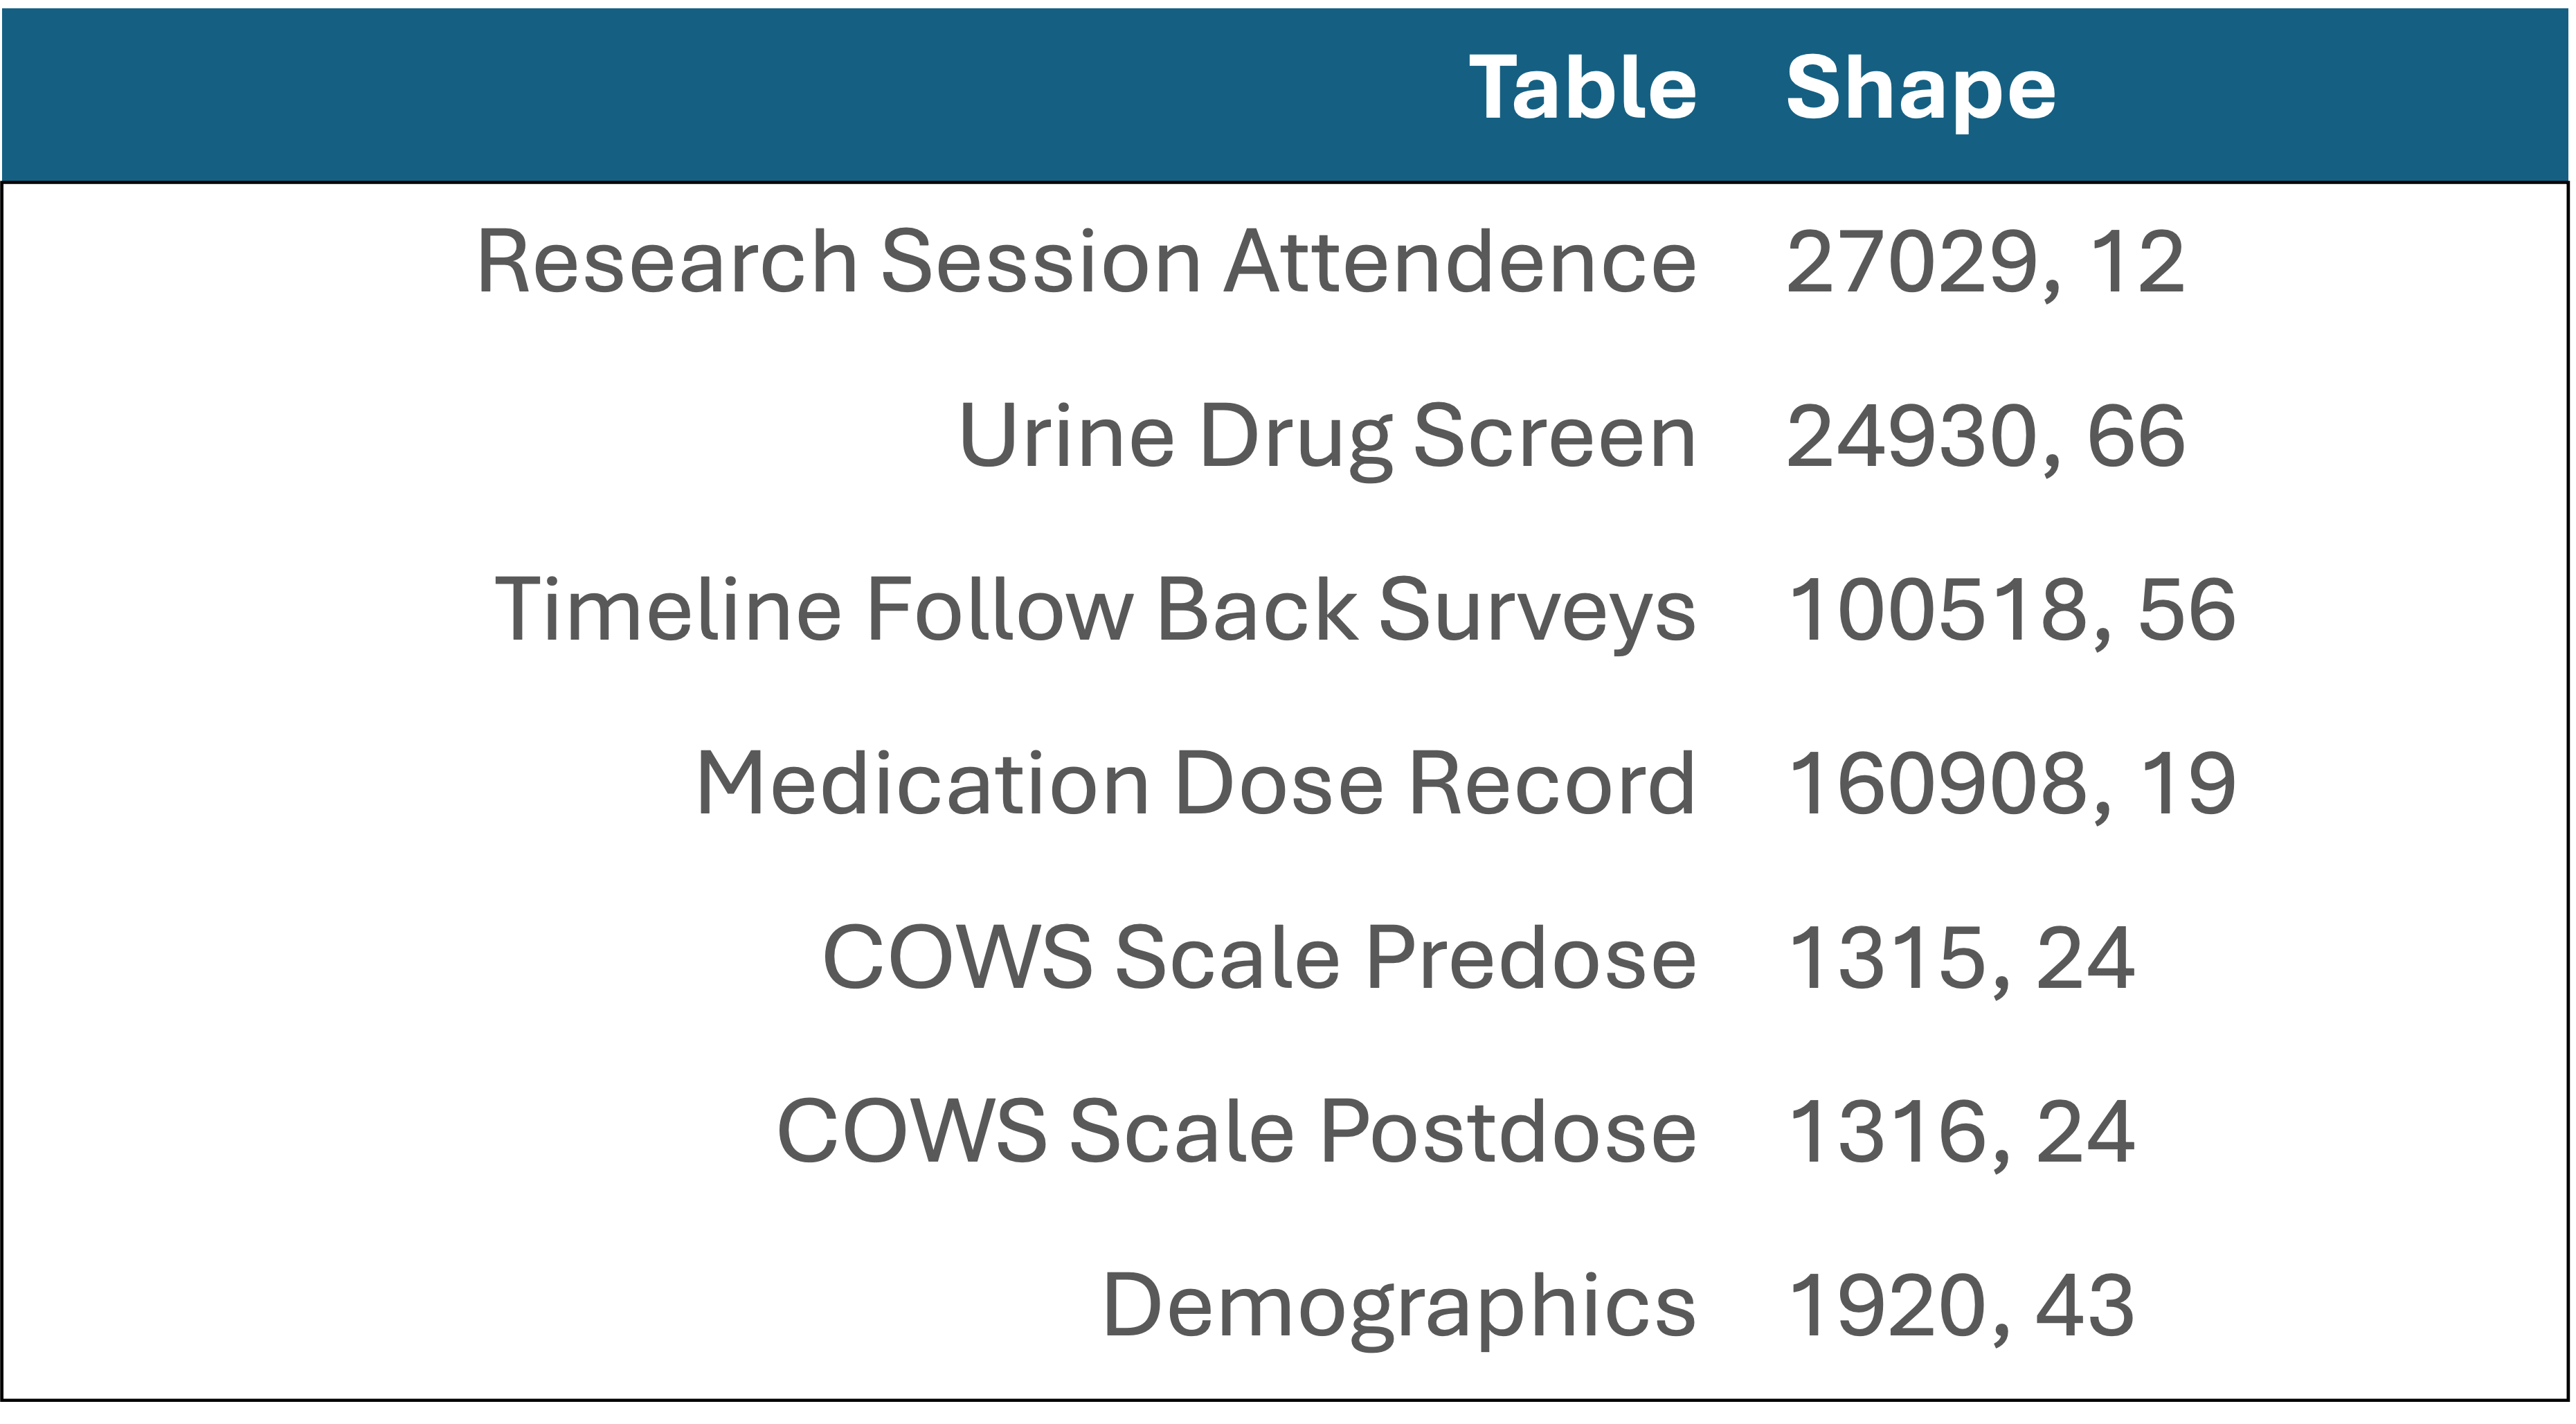 Table Shape
Research Session Attendence 27029, 12
Urine Drug Screen 24930, 66
Timeline Follow Back Surveys 100518, 56
Medication Dose Record 160908, 19
COWS Scale Predose 1315, 24
COWS Scale Postdose 1316, 24
Demographics 1920, 43